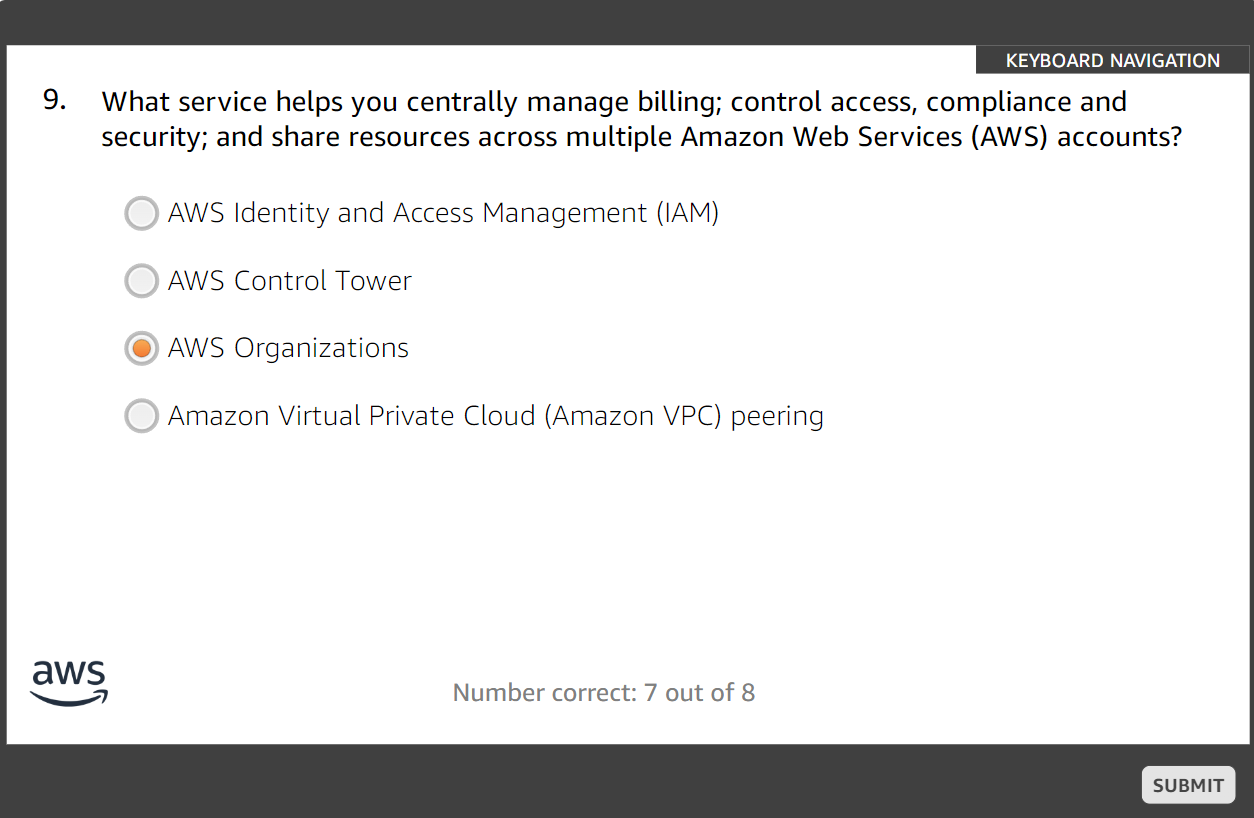 KEYBOARD NAVIGATION
9. What service helps you centrally manage billing; control access, compliance and
security; and share resources across multiple Amazon Web Services (AWS) accounts?
AWS Identity and Access Management (IAM)
AWS Control Tower
AWS Organizations
Amazon Virtual Private Cloud (Amazon VPC) peering
aws
Number correct: 7 out of 8
SUBMIT